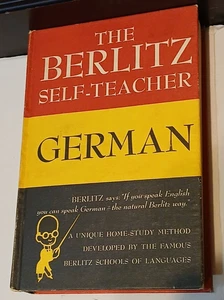 THE
BERLITZ
SELF-TEACHER
GERMAN
BERLITZ says: "If you speak English
you can speak German - the natural Berlitz way."
A UNIQUE HOME-STUDY METHOD
DEVELOPED BY THE FAMOUS
BERLITZ SCHOOLS OF LANGUAGES